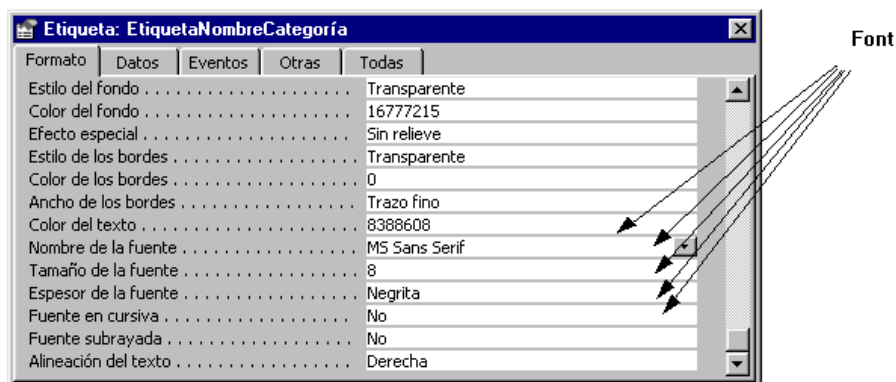 Etiqueta: EtiquetaNombreCategoría
Font
Formato Datos Eventos Otras Todas
Estilo del fondo . . . . . . . . . . . . . . . . . . . . . Transparente
Color del fondo . . . . . . . . . . . . . . . . . . . . . 16777215
Efecto especial . . . . . . . . . . . . . . . . . . . . . Sin relieve
Estilo de los bordes . . . . . . . . . . . . . . . . . . Transparente
Color de los bordes . . . . . . . . . . . . . . . . . . 0
Ancho de los bordes . . . . . . . . . . . . . . . . . Trazo fino
Color del texto . . . . . . . . . . . . . . . . . . . . . . 8388608
Nombre de la fuente . . . . . . . . . . . . . . . . . MS Sans Serif
Tamaño de la fuente . . . . . . . . . . . . . . . . . 8
Espesor de la fuente . . . . . . . . . . . . . . . . . Negrita
Fuente en cursiva . . . . . . . . . . . . . . . . . . . No
Fuente subrayada . . . . . . . . . . . . . . . . . . . No
Alineación del texto . . . . . . . . . . . . . . . . . . Derecha